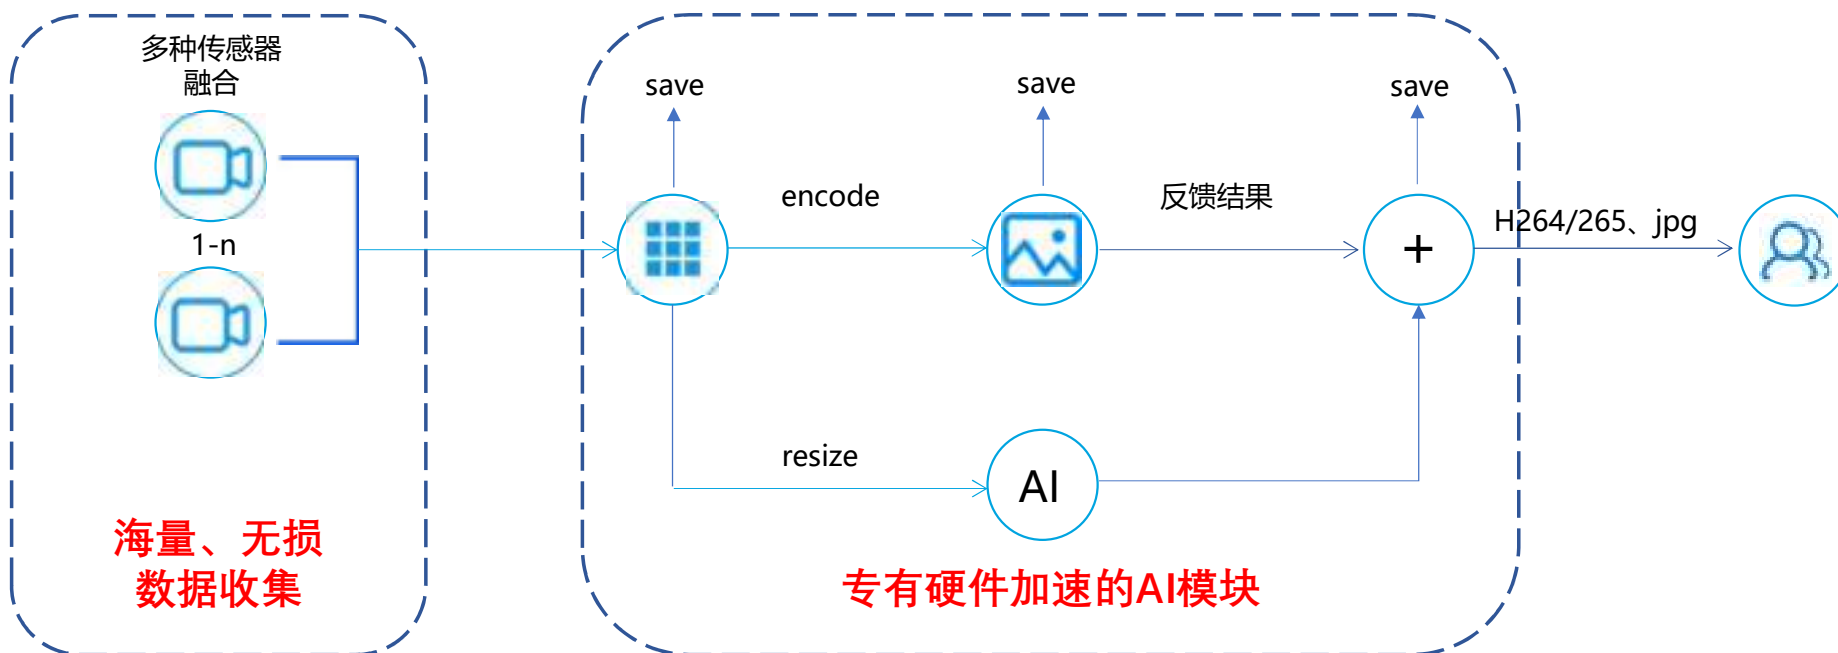 多种传感器
融合
1-n
海量、无损
数据收集
save
save
save
encode
反馈结果
+
H264/265、jpg
resize
AI
专有硬件加速的AI模块